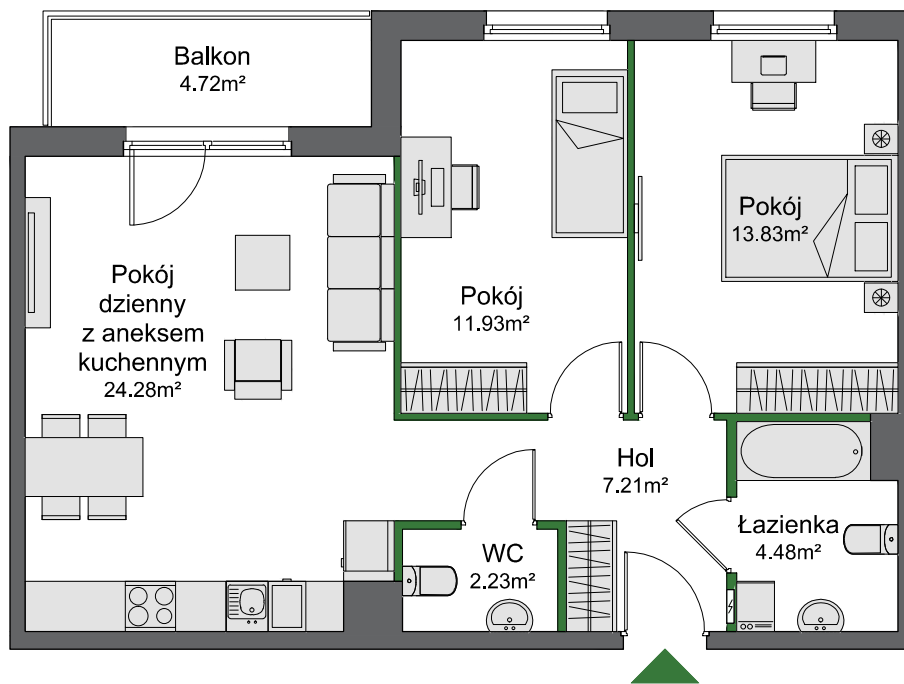 Balkon
4.72m²
Pokój
13.83m²
Pokój
dzienny
z aneksem
kuchennym
24.28m²
Pokój
11.93m²
Hol
7.21m²
Łazienka
4.48m²
WC
2.23m²